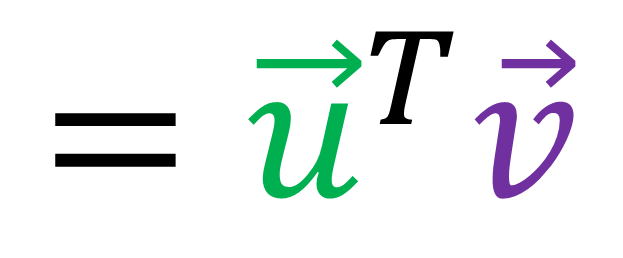 = u⃗ᵀ v⃗